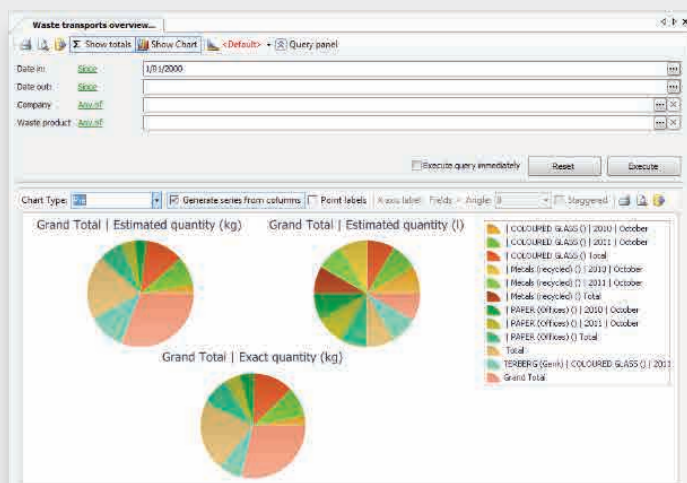 Waste transports overview...
Σ Show totals Show Chart <Default> Query panel
Date in: Since 1/01/2000
Date out: Since
Company Any of
Waste product Any of
Execute query immediately Reset Execute
Chart Type: Pie Generate series from columns Point labels X-axis label Fields Angle: 0 Staggered
Grand Total | Estimated quantity (kg)
Grand Total | Estimated quantity (l)
Grand Total | Exact quantity (kg)
| COLOURED GLASS () | 2010 | October
| COLOURED GLASS () | 2011 | October
| COLOURED GLASS () Total
| Metals (recycled) () | 2010 | October
| Metals (recycled) () | 2011 | October
| Metals (recycled) () Total
| PAPER (Offices) () | 2010 | October
| PAPER (Offices) () | 2011 | October
| PAPER (Offices) () Total
Total
TERBERG (Genk) | COLOURED GLASS () | 2011
Grand Total